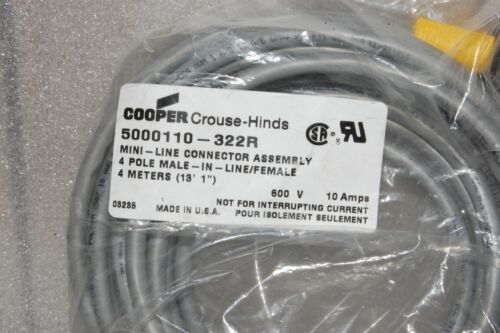 COOPER Crouse-Hinds
5000110-322R
MINI-LINE CONNECTOR ASSEMBLY
4 POLE MALE-IN-LINE/FEMALE
4 METERS (13' 1")
600 V 10 Amps
NOT FOR INTERRUPTING CURRENT
03235 MADE IN U.S.A. POUR ISOLEMENT SEULEMENT